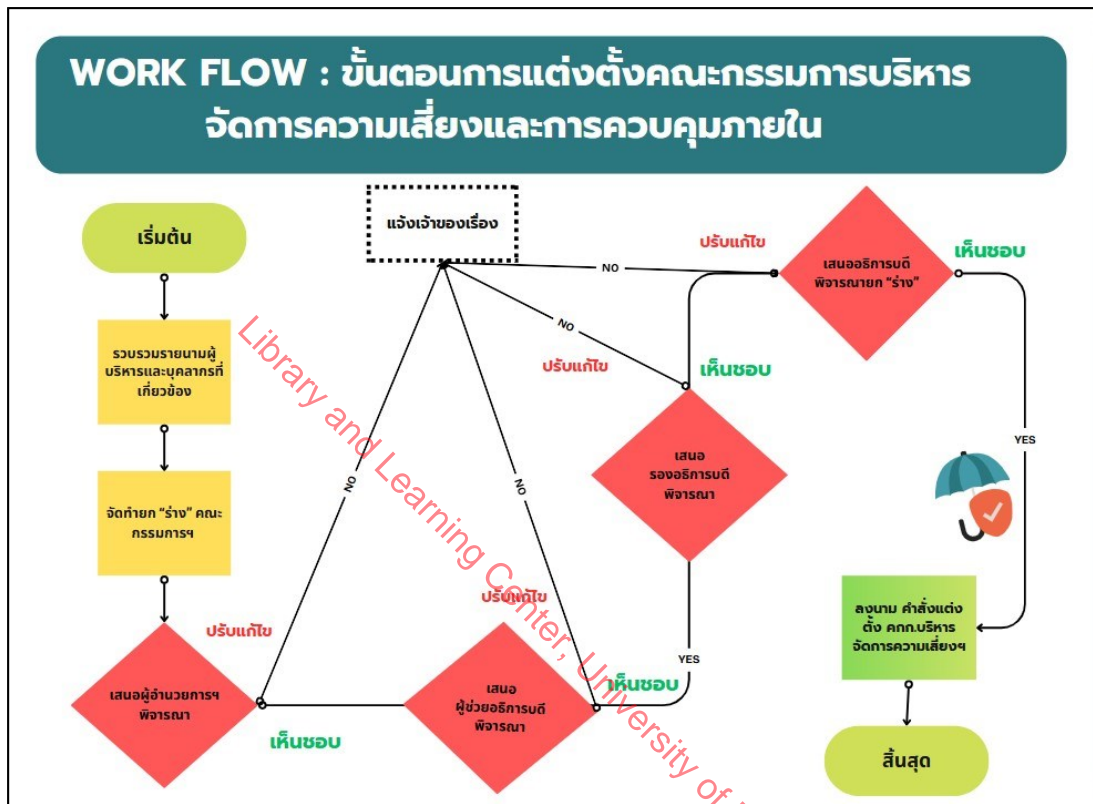 WORK FLOW : ขั้นตอนการแต่งตั้งคณะกรรมการบริหาร
จัดการความเสี่ยงและการควบคุมภายใน
เริ่มต้น
รวบรวมรายนามผู้
บริหารและบุคลากรที่
เกี่ยวข้อง
จัดทำยก “ร่าง” คณะ
กรรมการฯ
ปรับแก้ไข
เสนอผู้อำนวยการฯ
พิจารณา
เห็นชอบ
NO
แจ้งเจ้าของเรื่อง
ปรับแก้ไข
เสนอ
ผู้ช่วยอธิการบดี
พิจารณา
เห็นชอบ
NO
YES
ปรับแก้ไข
เสนอ
รองอธิการบดี
พิจารณา
เห็นชอบ
NO
ปรับแก้ไข
เสนออธิการบดี
พิจารณายก “ร่าง”
เห็นชอบ
NO
YES
ลงนาม คำสั่งแต่ง
ตั้ง คกก.บริหาร
จัดการความเสี่ยงฯ
สิ้นสุด
Library and Learning Center, University of